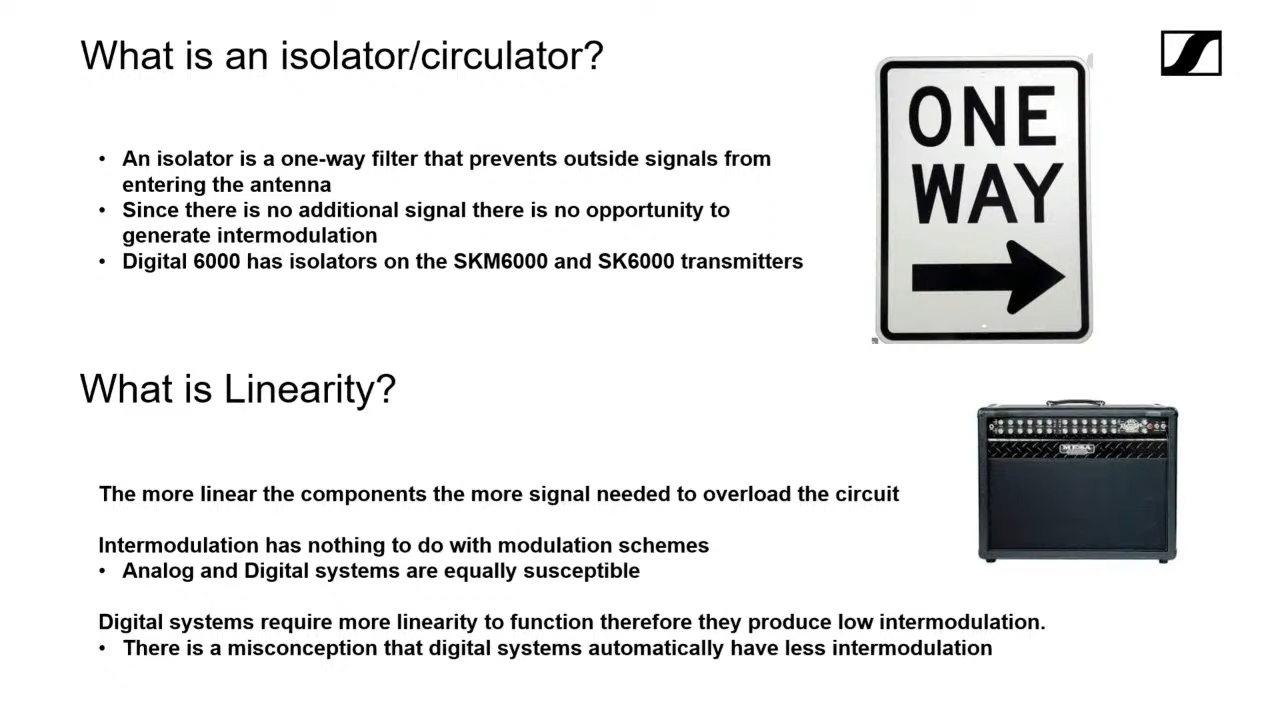 What is an isolator/circulator?
• An isolator is a one-way filter that prevents outside signals from
entering the antenna
• Since there is no additional signal there is no opportunity to
generate intermodulation
• Digital 6000 has isolators on the SKM6000 and SK6000 transmitters
ONE
WAY
What is Linearity?
MESA
The more linear the components the more signal needed to overload the circuit
Intermodulation has nothing to do with modulation schemes
• Analog and Digital systems are equally susceptible
Digital systems require more linearity to function therefore they produce low intermodulation.
• There is a misconception that digital systems automatically have less intermodulation